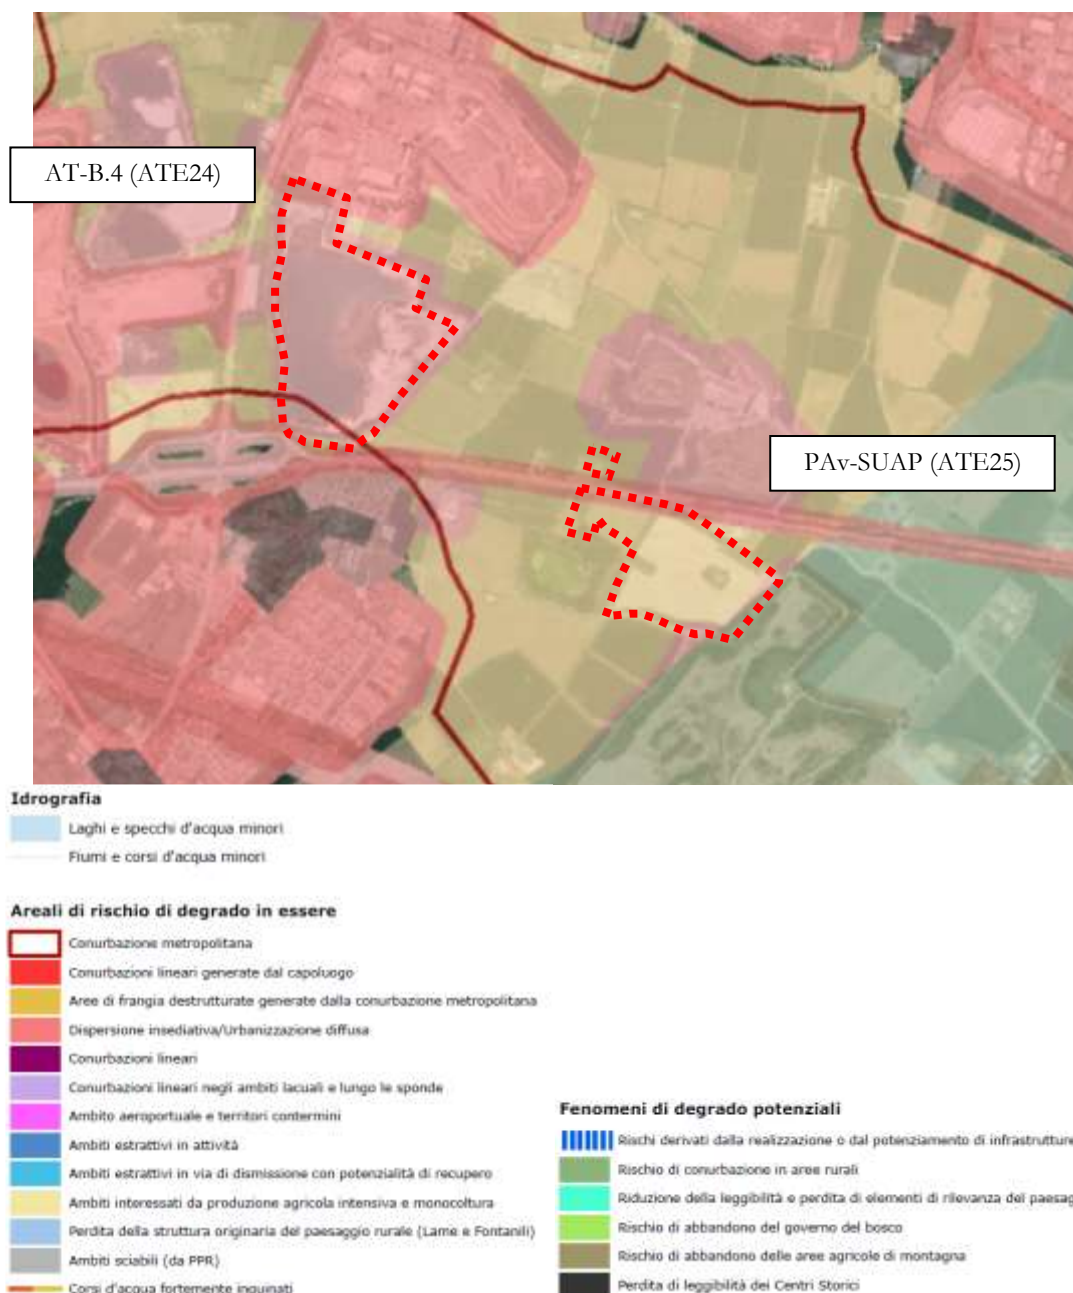 AT-B.4 (ATE24)
PAv-SUAP (ATE25)
Idrografia
Laghi e specchi d'acqua minori
Fiumi e corsi d'acqua minori
Areali di rischio di degrado in essere
Conurbazione metropolitana
Conurbazioni lineari generate dal capoluogo
Aree di frangia destrutturate generate dalla conurbazione metropolitana
Dispersione insediativa/Urbanizzazione diffusa
Conurbazioni lineari
Conurbazioni lineari negli ambiti lacuali e lungo le sponde
Ambito aeroportuale e territori contermini
Ambiti estrattivi in attività
Ambiti estrattivi in via di dismissione con potenzialità di recupero
Ambiti interessati da produzione agricola intensiva e monocoltura
Perdita della struttura originaria del paesaggio rurale (Lame e Fontanili)
Ambiti sciabili (da PPR)
Corsi d'acqua fortemente inquinati
Fenomeni di degrado potenziali
Rischi derivati dalla realizzazione o dal potenziamento di infrastrutture
Rischio di conurbazione in aree rurali
Riduzione della leggibilità e perdita di elementi di rilevanza del paesag
Rischio di abbandono del governo del bosco
Rischio di abbandono delle aree agricole di montagna
Perdita di leggibilità dei Centri Storici